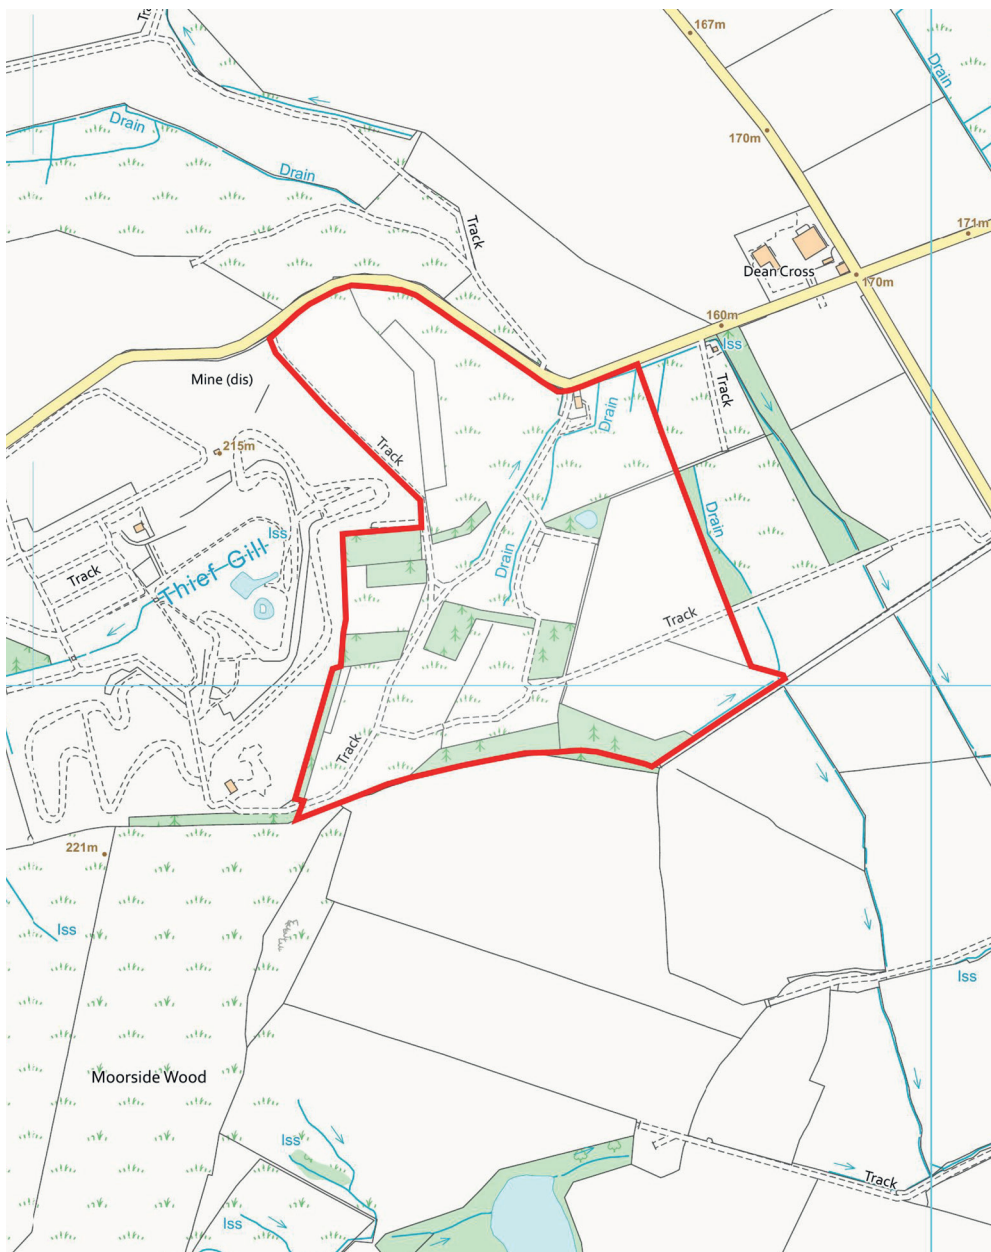 Tra
167m
Drain
Drain
170m
Drain
171m
Track
Dean Cross
170m
160m
Iss
Mine (dis)
Track
Drain
Track
215m
Iss
Drain
Thief Gill
Drain
Track
Track
Track
221m
Iss
Iss
Moorside Wood
Iss
Track
Iss